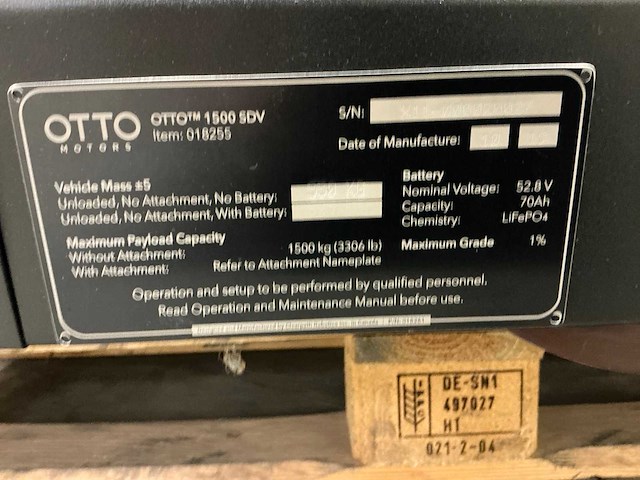 OTTO
MOTORS
OTTO™ 1500 SDV
Item: 018255
S/N:
Date of Manufacture:
Vehicle Mass ±5
Unloaded, No Attachment, No Battery:
Unloaded, No Attachment, With Battery:
Battery
Nominal Voltage: 52.8 V
Capacity: 70Ah
Chemistry: LiFePO4
Maximum Payload Capacity
Without Attachment: 1500 kg (3306 lb)
With Attachment: Refer to Attachment Nameplate
Maximum Grade 1%
Operation and setup to be performed by qualified personnel.
Read Operation and Maintenance Manual before use.
DE-SN1
497027
HT
021-2-04